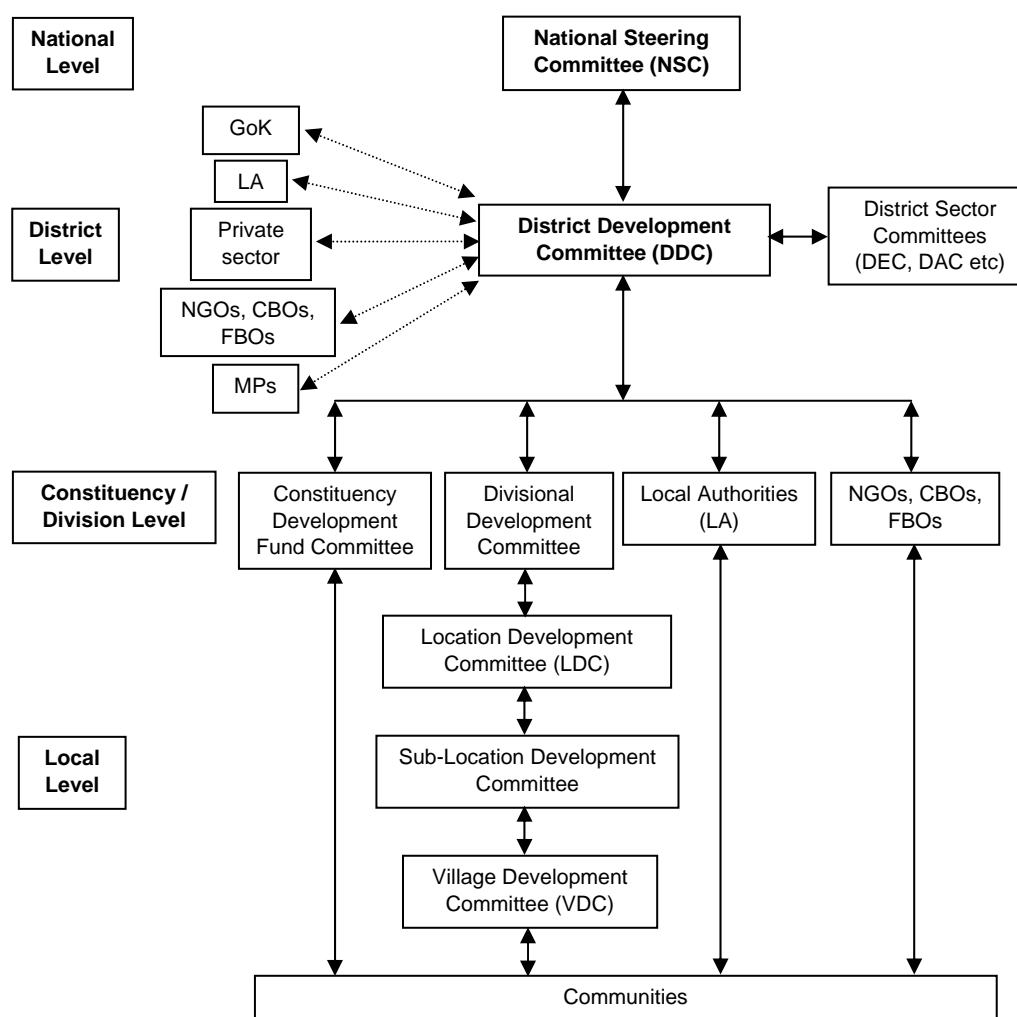 National
Level
National Steering
Committee (NSC)
GoK
LA
District
Level
Private
sector
District Development
Committee (DDC)
District Sector
Committees
(DEC, DAC etc)
NGOs, CBOs,
FBOs
MPs
Constituency /
Division Level
Constituency
Development
Fund Committee
Divisional
Development
Committee
Local Authorities
(LA)
NGOs, CBOs,
FBOs
Location Development
Committee (LDC)
Local
Level
Sub-Location Development
Committee
Village Development
Committee (VDC)
Communities